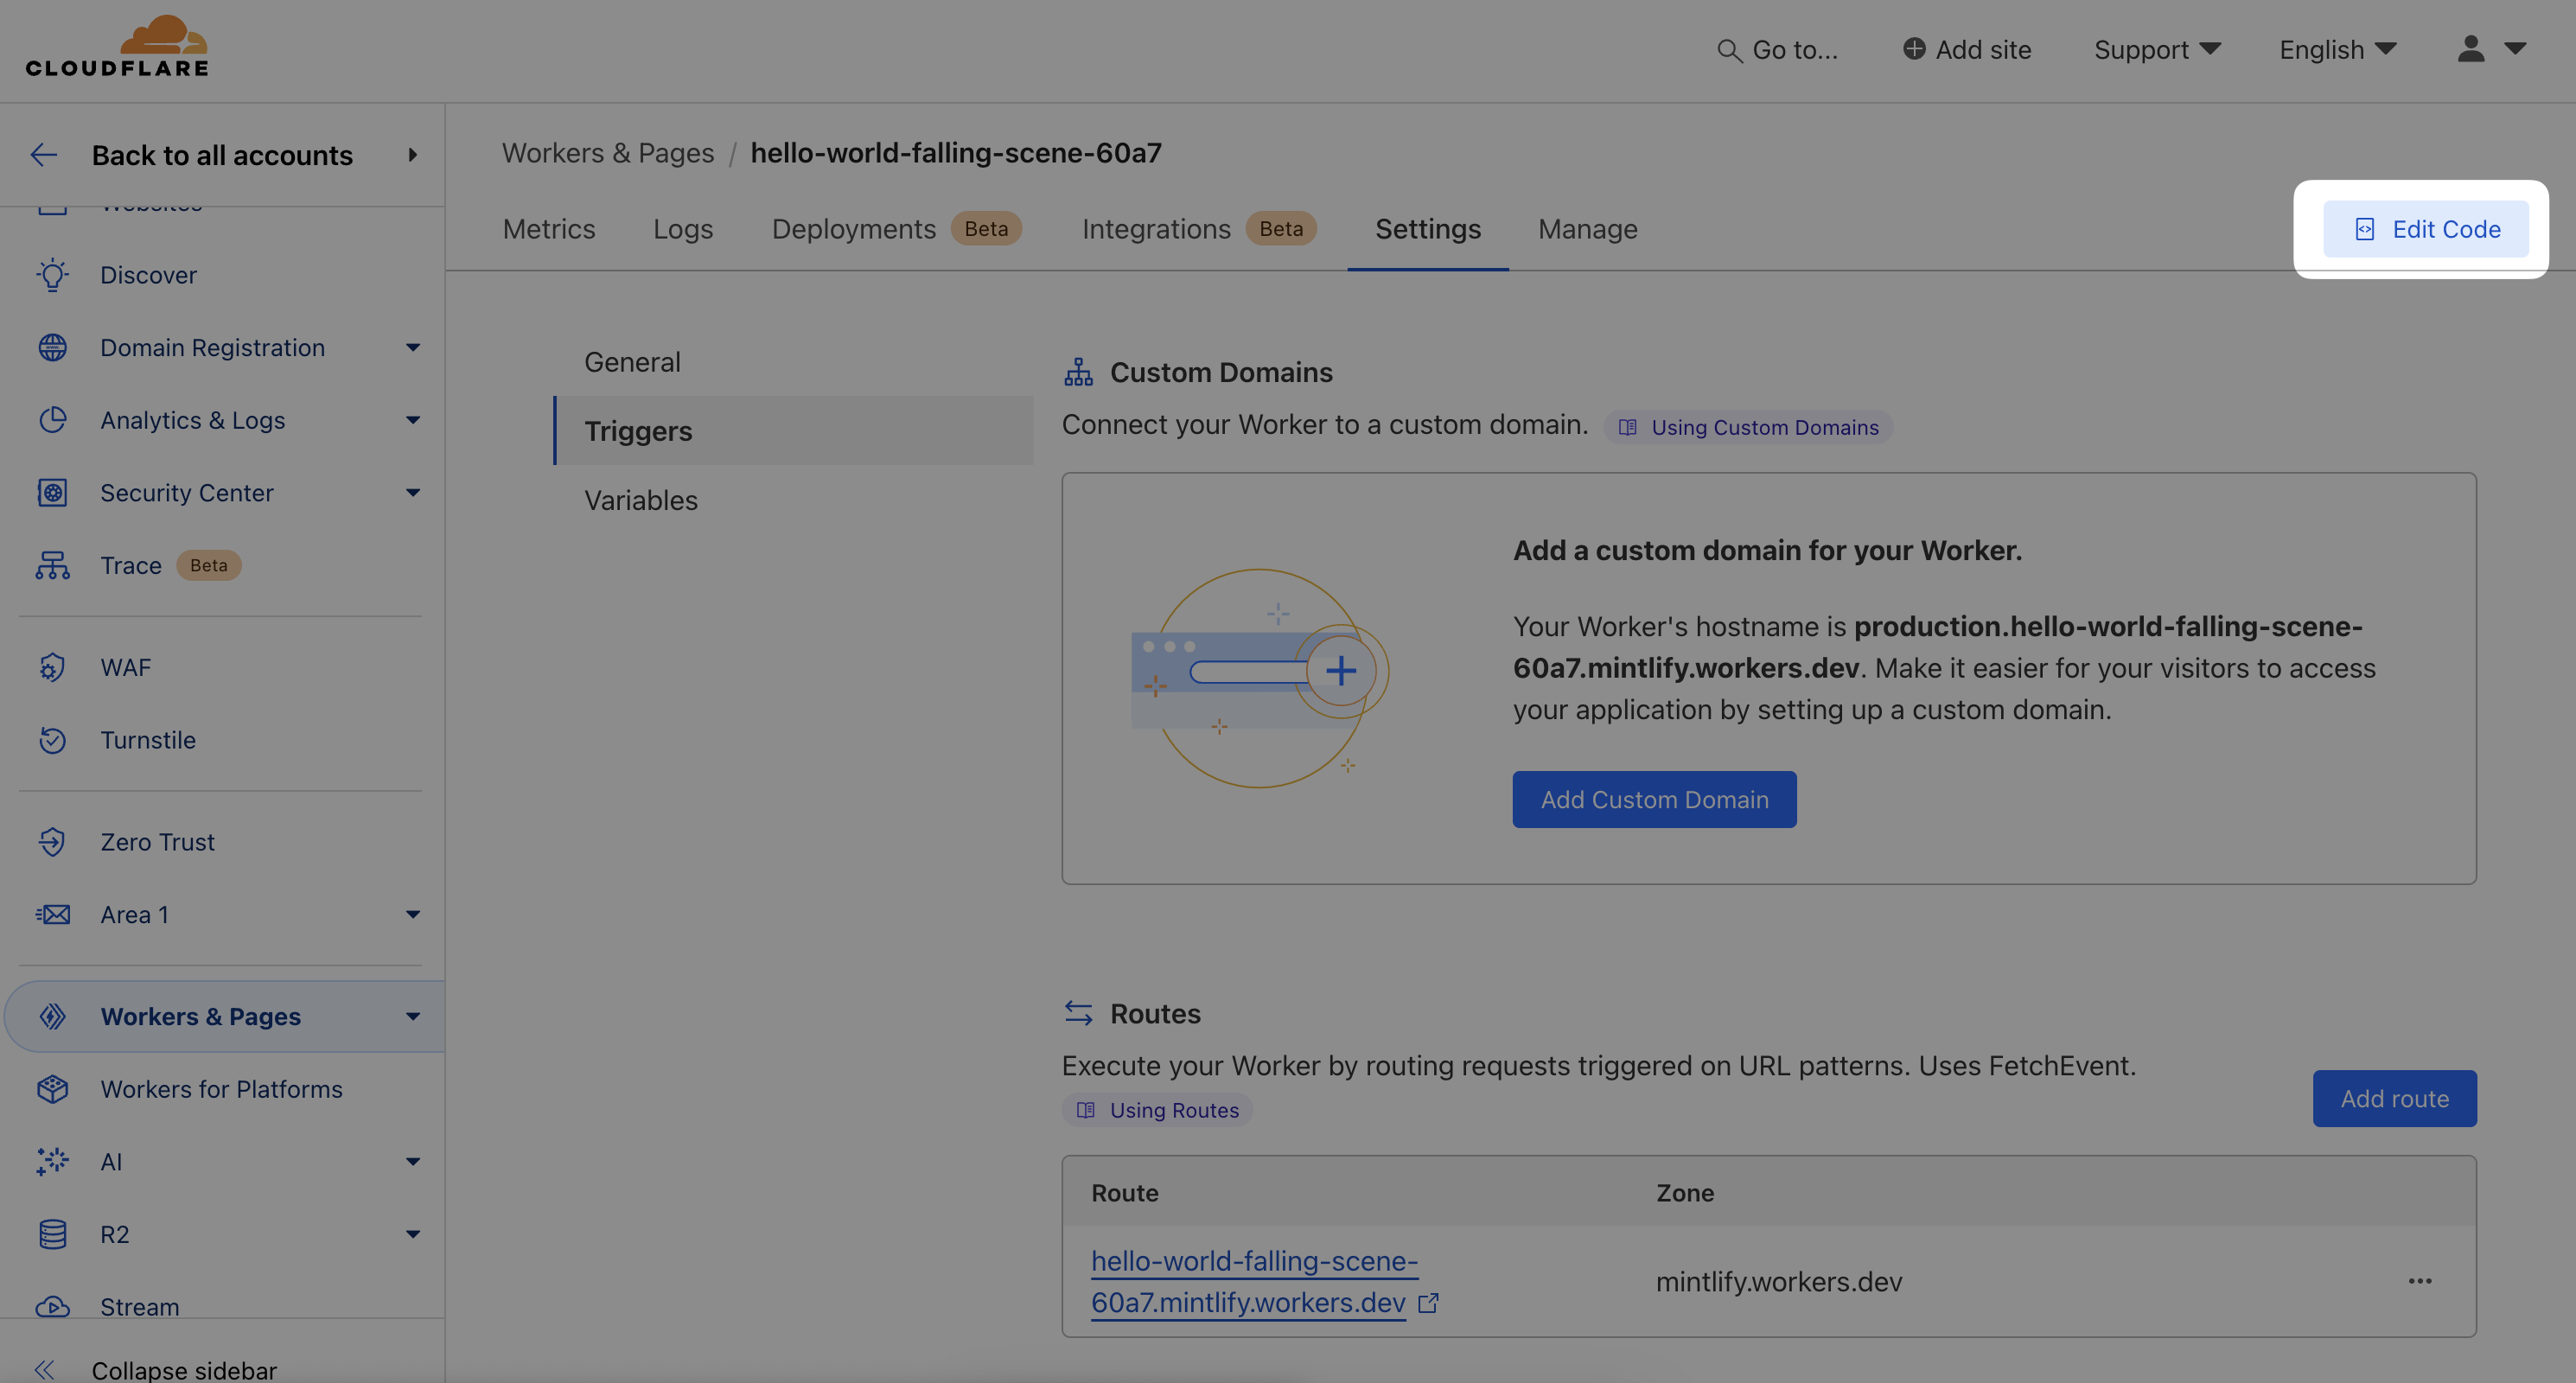 CLOUDFLARE
Go to...
Add site
Support
English
Back to all accounts
Websites
Discover
Domain Registration
Analytics & Logs
Security Center
Trace Beta
WAF
Turnstile
Zero Trust
Area 1
Workers & Pages
Workers for Platforms
AI
R2
Stream
Collapse sidebar
Workers & Pages / hello-world-falling-scene-60a7
Metrics
Logs
Deployments Beta
Integrations Beta
Settings
Manage
Edit Code
General
Triggers
Variables
Custom Domains
Connect your Worker to a custom domain. Using Custom Domains
Add a custom domain for your Worker.
Your Worker's hostname is production.hello-world-falling-scene-
60a7.mintlify.workers.dev. Make it easier for your visitors to access
your application by setting up a custom domain.
Add Custom Domain
Routes
Execute your Worker by routing requests triggered on URL patterns. Uses FetchEvent.
Using Routes
Add route
Route Zone
hello-world-falling-scene-
60a7.mintlify.workers.dev
mintlify.workers.dev